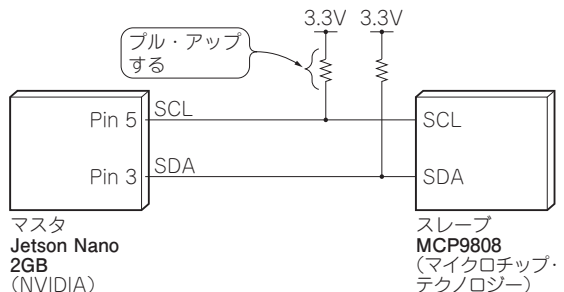 3.3V 3.3V
プル・アップ
する
Pin 5
SCL
SCL
Pin 3
SDA
SDA
マスタ
Jetson Nano
2GB
（NVIDIA）
スレーブ
MCP9808
（マイクロチップ・
テクノロジー）